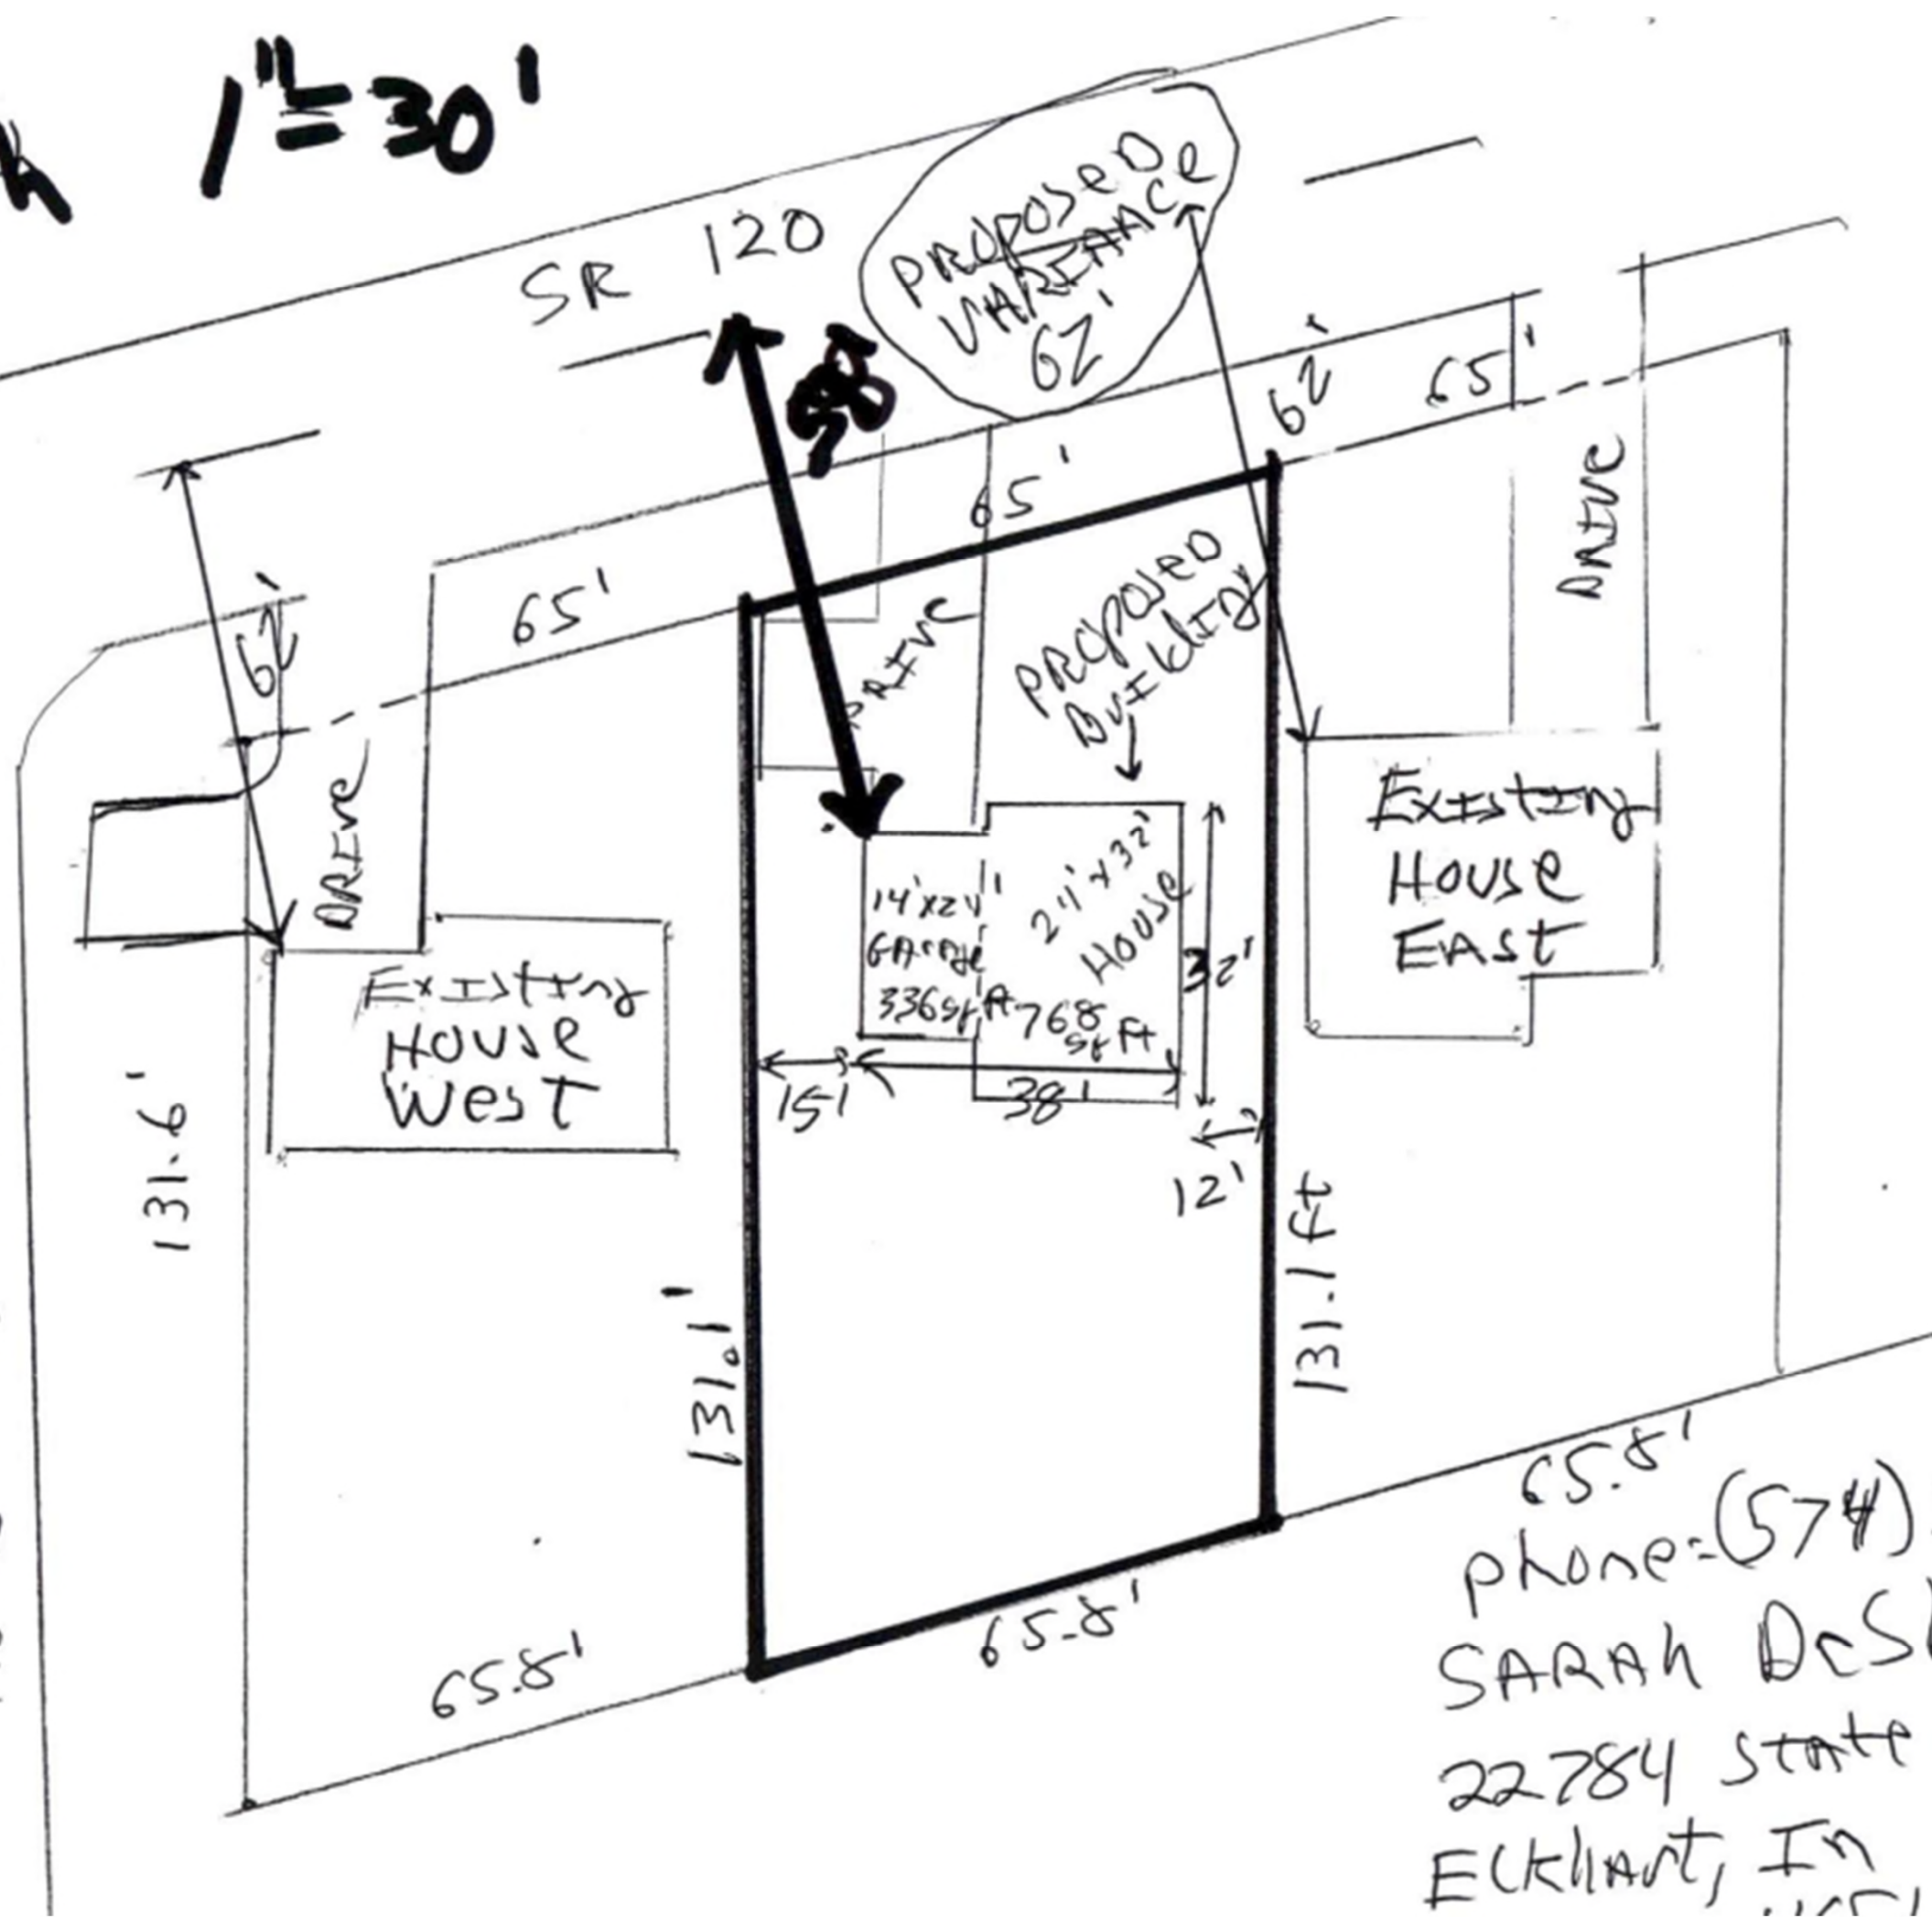 1"=30'
SR 120
PROPOSED
VARIANCE
62'
62'
65'
65'
65'
62'
DRIVE
DRIVE
PROPOSED
BuIlding
Existing
House
EAST
14'x24'
GArage
336 sq ft
24'x32'
House
768
sq ft
32'
Existing
House
West
15'
38'
12'
131.6'
131.1'
131.1 ft
65.8'
65.8'
65.8'
phone=(574)
SARAh
22784 State
ECkhart, In